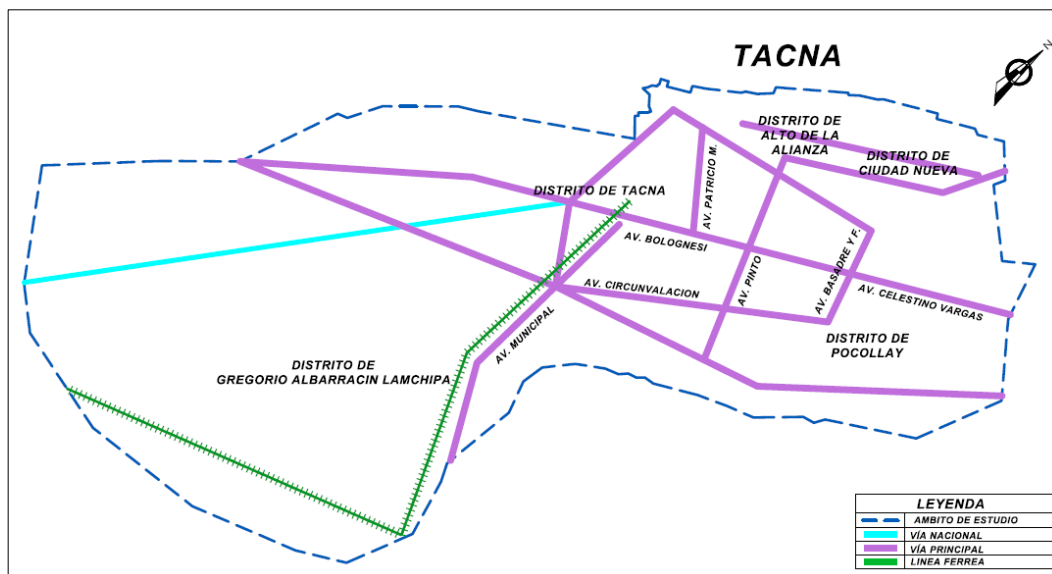 TACNA
N
DISTRITO DE
ALTO DE LA
ALIANZA
DISTRITO DE
CIUDAD NUEVA
AV. PATRICIO M.
DISTRITO DE TACNA
AV. BOLOGNESI
AV. BASADRE Y F.
AV. PINTO
AV. CIRCUNVALACION
AV. CELESTINO VARGAS
AV. MUNICIPAL
DISTRITO DE
POCOLLAY
DISTRITO DE
GREGORIO ALBARRACIN LAMCHIPA
LEYENDA
AMBITO DE ESTUDIO
VÍA NACIONAL
VÍA PRINCIPAL
LINEA FERREA